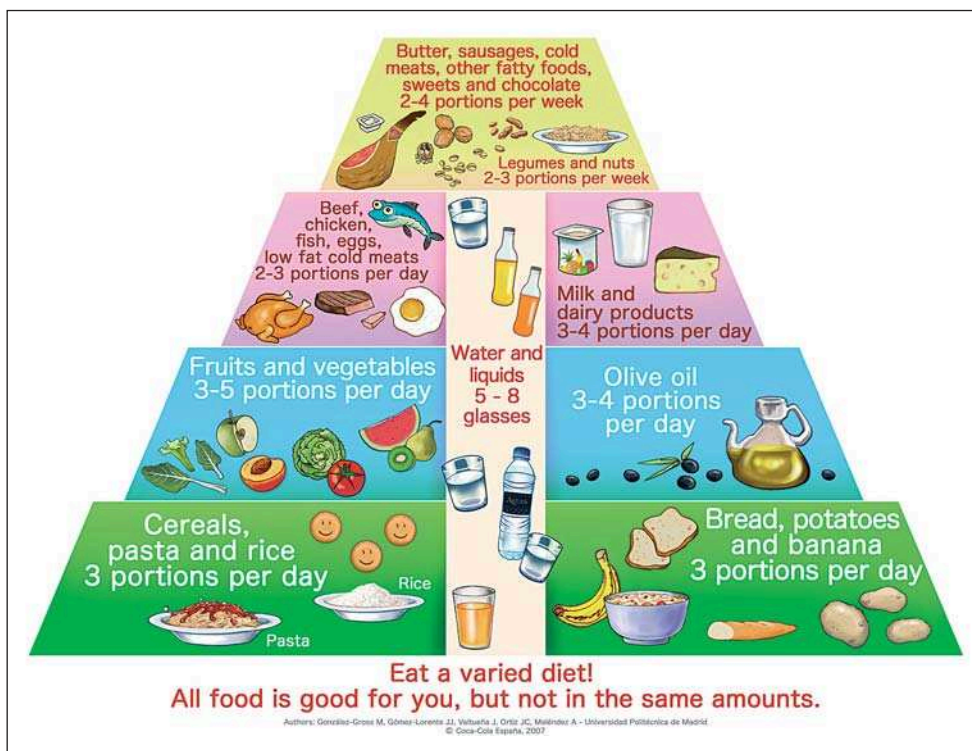 Butter, sausages, cold
meats, other fatty foods,
sweets and chocolate
2-4 portions per week
Legumes and nuts
2-3 portions per week
Beef,
chicken,
fish, eggs,
low fat cold meats
2-3 portions per day
Milk and
dairy products
3-4 portions per day
Water and
liquids
5 - 8
glasses
Fruits and vegetables
3-5 portions per day
Olive oil
3-4 portions
per day
Agua
Cereals,
pasta and rice
3 portions per day
Rice
Pasta
Bread, potatoes
and banana
3 portions per day
Eat a varied diet!
All food is good for you, but not in the same amounts.
Authors: González-Gross M, Gómez-Lorente JJ, Valtueña J, Ortiz JC, Meléndez A - Universidad Politécnica de Madrid
© Coca-Cola España, 2007